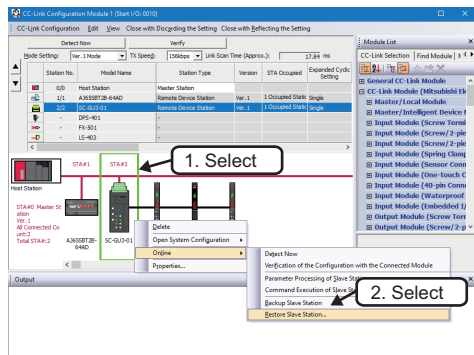 CC-Link Configuration Module 1 (Start I/O: 0010)
CC-Link Configuration Edit View Close with Discarding the Setting Close with Reflecting the Setting
Detect Now Verify
Mode Setting: Ver.1 Mode TX Speed: 156kbps Link Scan Time (Approx.): 17.84 ms
Station No. Model Name Station Type Version STA Occupied Expanded Cyclic Setting
0/0 Host Station Master Station
1/1 AJ65SBT2B-64AD Remote Device Station Ver.1 1 Occupied Static Single
2/2 SC-GU3-01 Remote Device Station Ver.1 1 Occupied Static Single
- DPS-401 -
- FX-501 -
- LS-403 -
STA#1 STA#2
1. Select
Host Station
STA#0 Master St
ation
Ver. 1
All Connected Co
unt:2
Total STA#:2
AJ65SBT2B-
64AD
SC-GU3-01
Delete
Open System Configuration
Online
Properties...
Detect Now
Verification of the Configuration with the Connected Module
Parameter Processing of Slave Station
Command Execution of Slave Sta
Backup Slave Station
Restore Slave Station...
2. Select
Output
Module List
CC-Link Selection Find Module
General CC-Link Module
CC-Link Module (Mitsubishi Ele
Master/Local Module
Master/Intelligent Device
Input Module (Screw Termi
Input Module (Screw/2-pie
Input Module (Screw/2-pie
Input Module (Spring Clamp
Input Module (Sensor Conn
Input Module (One-touch C
Input Module (40-pin Conn
Input Module (Waterproof
Input Module (Embedded I/
Output Module (Screw Ter
Output Module (Screw/2-p